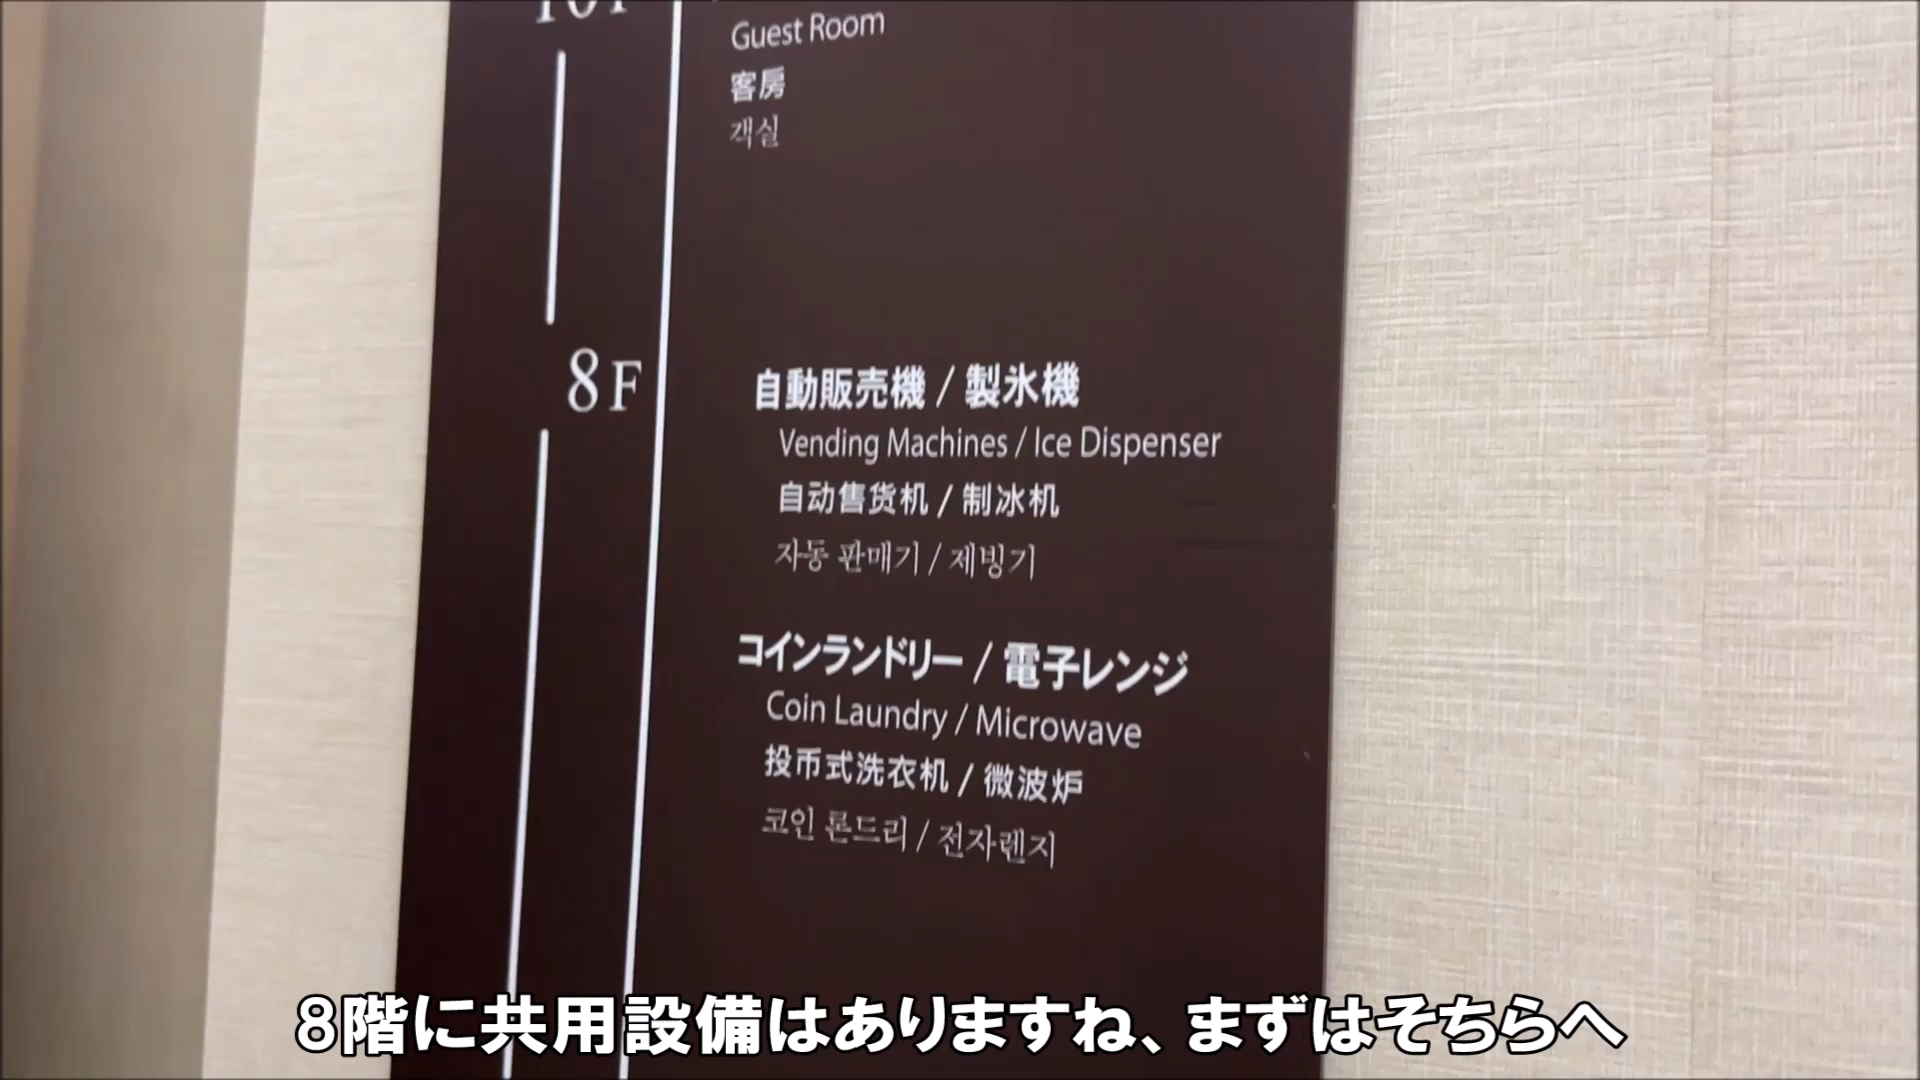 10F
Guest Room
客房
객실
8F
自動販売機 / 製氷機
Vending Machines / Ice Dispenser
自动售货机 / 制冰机
자동 판매기 / 제빙기
コインランドリー / 電子レンジ
Coin Laundry / Microwave
投币式洗衣机 / 微波炉
코인 론드리 / 전자렌지
8階に共用設備はありますね、まずはそちらへ